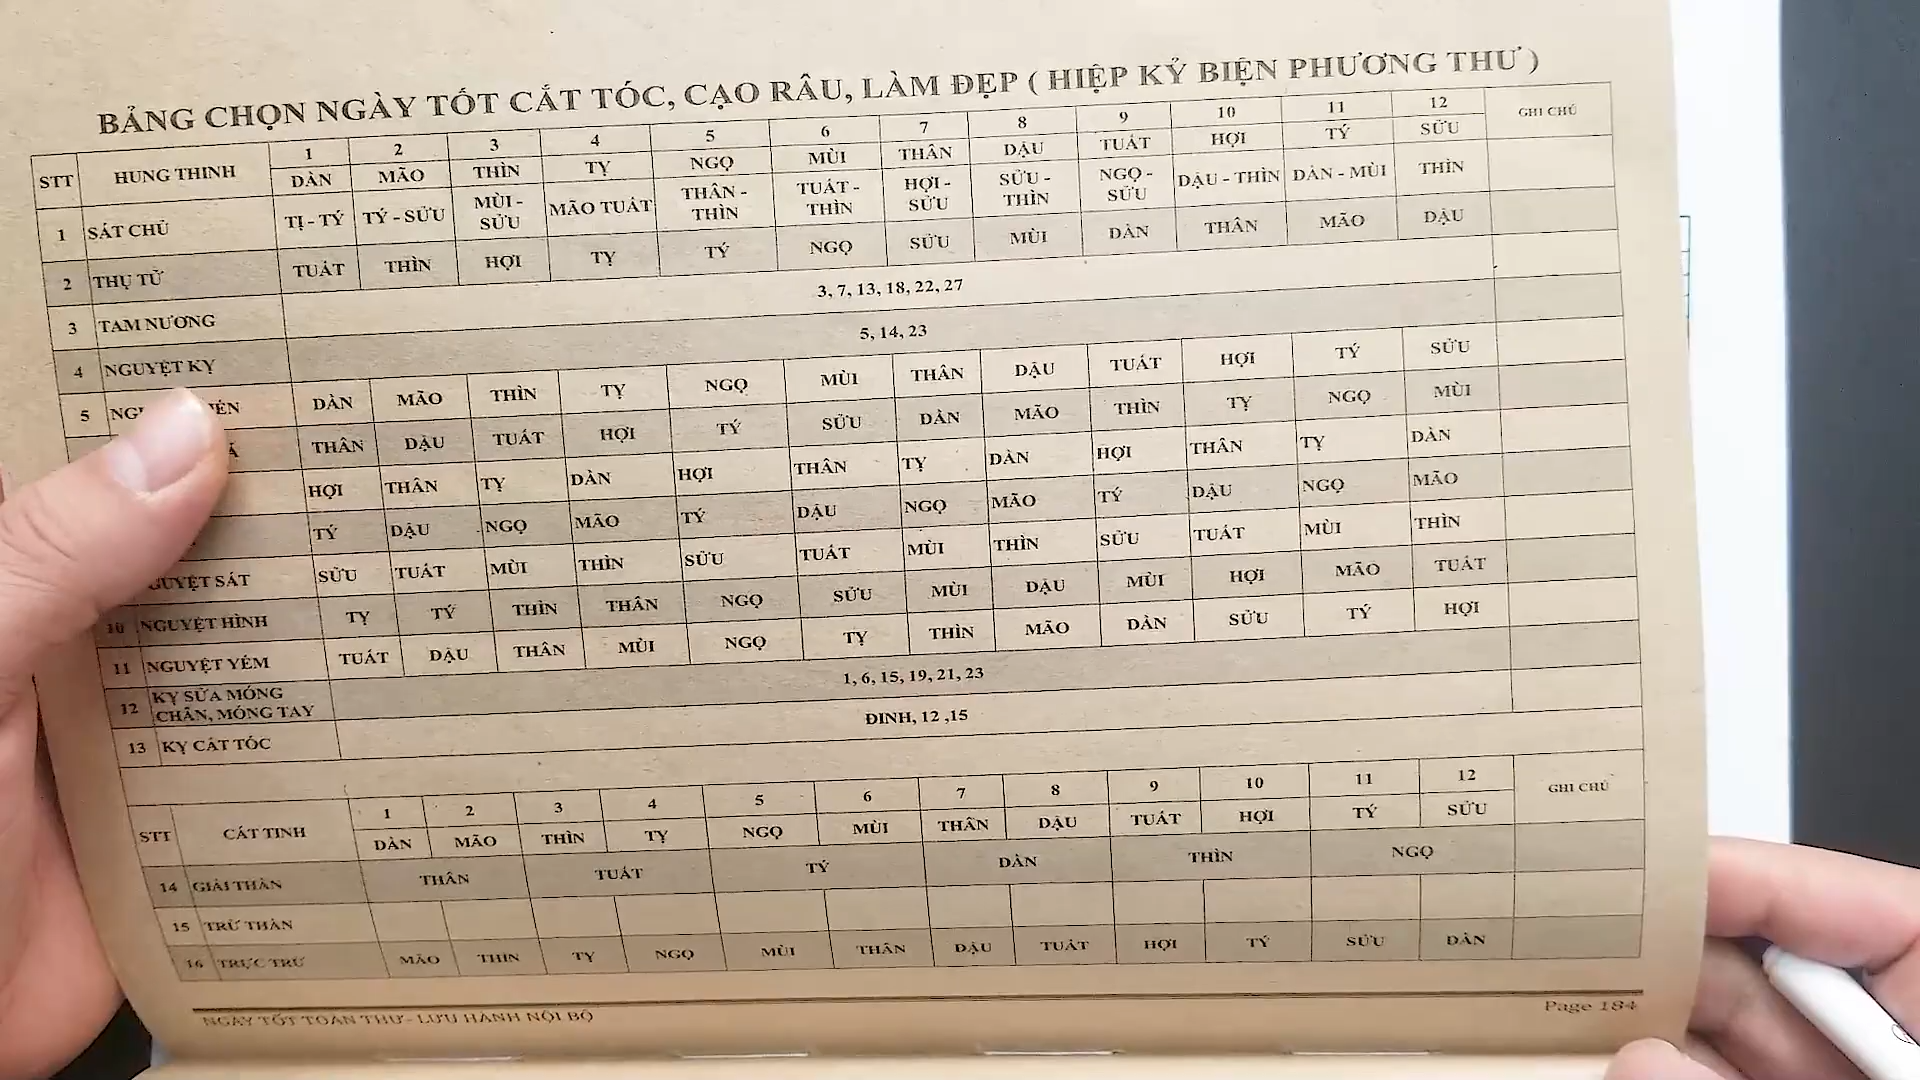 BẢNG CHỌN NGÀY TỐT CẮT TÓC, CẠO RÂU, LÀM ĐẸP ( HIỆP KỶ BIỆN PHƯƠNG THƯ )
STT HUNG THINH 1 2 3 4 5 6 7 8 9 10 11 12 GHI CHÚ
DẦN MÃO THÌN TỴ NGỌ MÙI THÂN DẬU TUẤT HỢI TÝ SỬU
1 SÁT CHỦ TỊ - TÝ TÝ - SỬU MÙI - SỬU MÃO TUẤT THÂN - THÌN TUẤT - THÌN HỢI - SỬU SỬU - THÌN NGỌ - SỬU DẬU - THÌN DẦN - MÙI THÌN
2 THỤ TỬ TUẤT THÌN HỢI TỴ TÝ NGỌ SỬU MÙI DẦN THÂN MÃO DẬU
3 TAM NƯƠNG 3, 7, 13, 18, 22, 27
4 NGUYỆT KỴ 5, 14, 23
5 DẦN MÃO THÌN TỴ NGỌ MÙI THÂN DẬU TUẤT HỢI TÝ SỬU
THÂN DẬU TUẤT HỢI TÝ SỬU DẦN MÃO THÌN TỴ NGỌ MÙI
HỢI THÂN TỴ DẦN HỢI THÂN TỴ DẦN HỢI THÂN TỴ DẦN
TÝ DẬU NGỌ MÃO TÝ DẬU NGỌ MÃO TÝ DẬU NGỌ MÃO
SÁT SỬU TUẤT MÙI THÌN SỬU TUẤT MÙI THÌN SỬU TUẤT MÙI THÌN
10 NGUYỆT HÌNH TỴ TÝ THÌN THÂN NGỌ SỬU MÙI DẬU MÙI HỢI MÃO TUẤT
11 NGUYỆT YẾM TUẤT DẬU THÂN MÙI NGỌ TỴ THÌN MÃO DẦN SỬU TÝ HỢI
12 KỴ SỬA MÓNG CHÂN, MÓNG TAY 1, 6, 15, 19, 21, 23
13 KỴ CẮT TÓC ĐINH, 12 ,15
STT CÁT TINH 1 2 3 4 5 6 7 8 9 10 11 12 GHI CHÚ
DẦN MÃO THÌN TỴ NGỌ MÙI THÂN DẬU TUẤT HỢI TÝ SỬU
14 GIẢI THẦN THÂN TUẤT TÝ DẦN THÌN NGỌ
15 TRỪ THẦN
16 TRỰC TRỪ MÃO THÌN TỴ NGỌ MÙI THÂN DẬU TUẤT HỢI TÝ SỬU DẦN
NGÀY TỐT TOÀN THƯ - LƯU HÀNH NỘI BỘ
Page 184